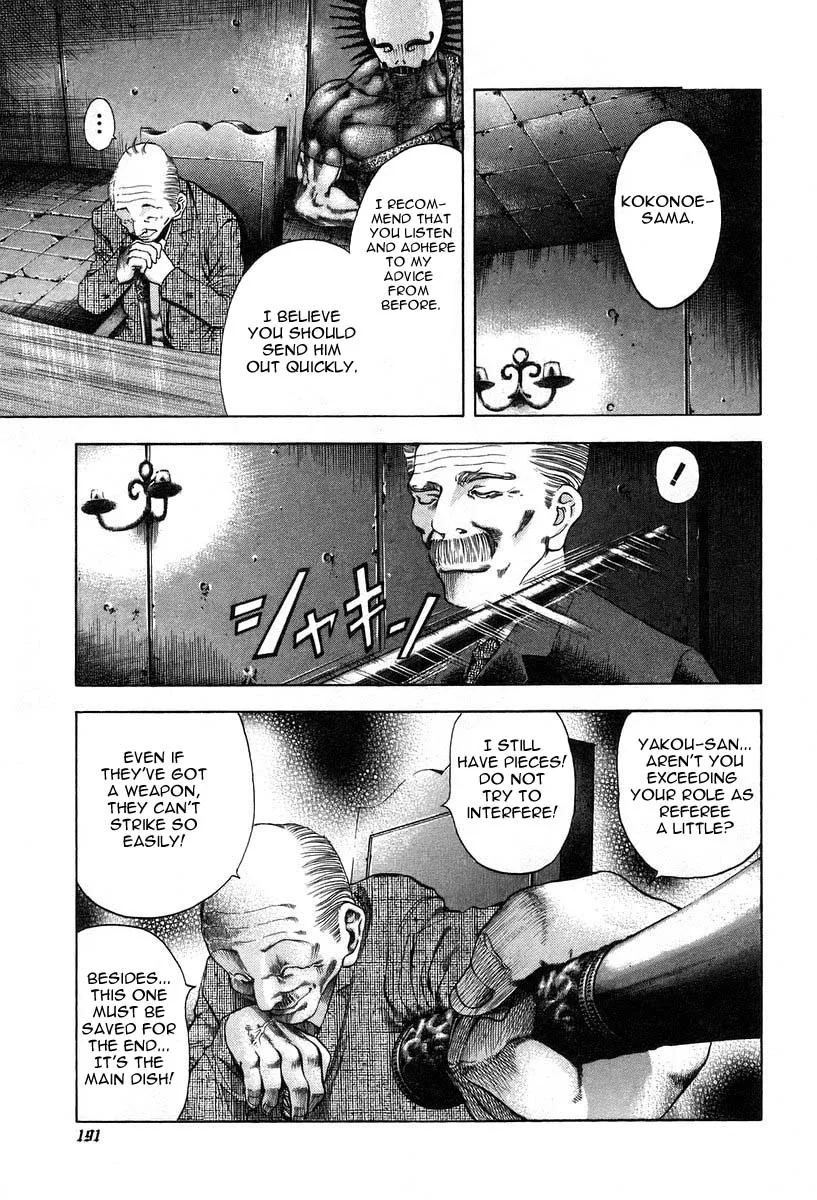 KOKONOE-
SAMA.
I RECOM-
MEND THAT
YOU LISTEN
AND ADHERE
TO MY
ADVICE
FROM
BEFORE.
I BELIEVE
YOU SHOULD
SEND HIM
OUT QUICKLY.
...
!
シャキーン
YAKOU-SAN...
AREN'T YOU
EXCEEDING
YOUR ROLE AS
REFEREE
A LITTLE?
I STILL
HAVE PIECES!
DO NOT
TRY TO
INTERFERE!
EVEN IF
THEY'VE GOT
A WEAPON,
THEY CAN'T
STRIKE SO
EASILY!
BESIDES...
THIS ONE
MUST BE
SAVED FOR
THE END...
IT'S THE
MAIN DISH!
191